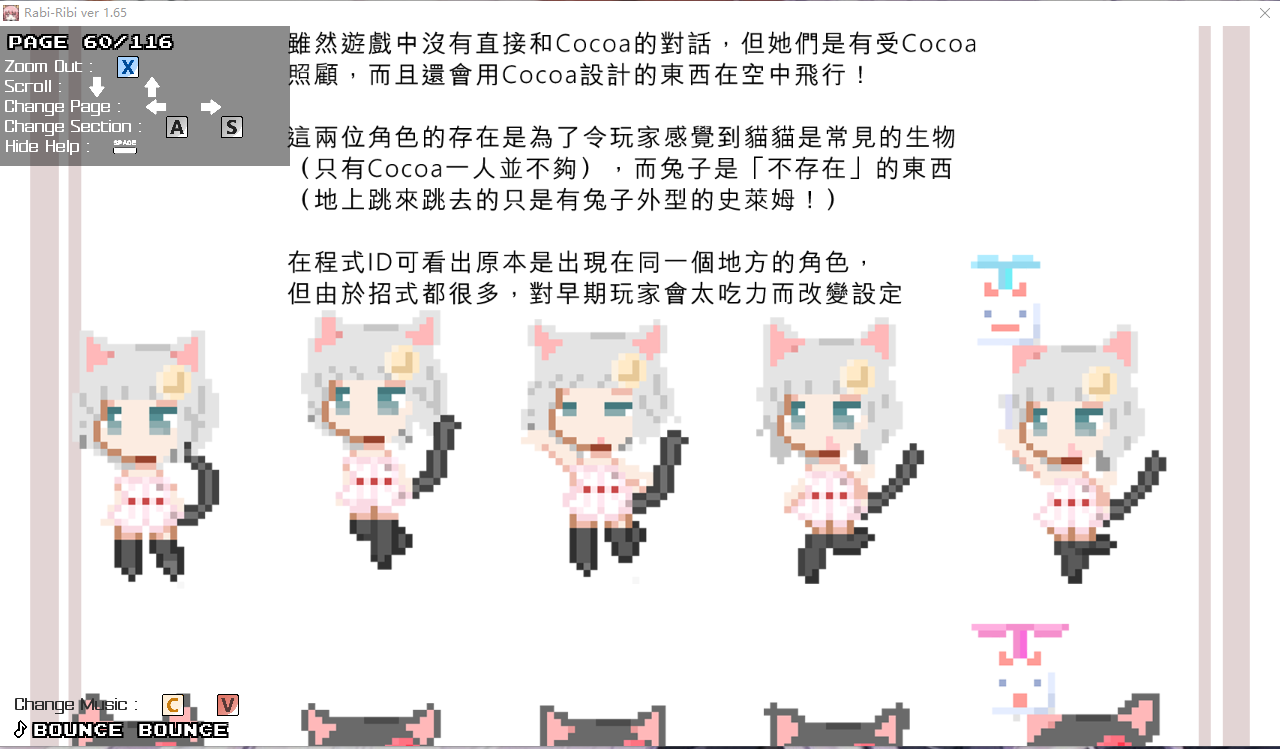 Rabi-Ribi ver 1.65
PAGE 60/116
Zoom Out : X
Scroll :
Change Page :
Change Section : A S
Hide Help : SPACE
雖然遊戲中沒有直接和Cocoa的對話，但她們是有受Cocoa
照顧，而且還會用Cocoa設計的東西在空中飛行！
這兩位角色的存在是為了令玩家感覺到貓貓是常見的生物
（只有Cocoa一人並不夠），而兔子是「不存在」的東西
（地上跳來跳去的只是有兔子外型的史萊姆！）
在程式ID可看出原本是出現在同一個地方的角色，
但由於招式都很多，對早期玩家會太吃力而改變設定
Change Music : C V
♪BOUNCE BOUNCE